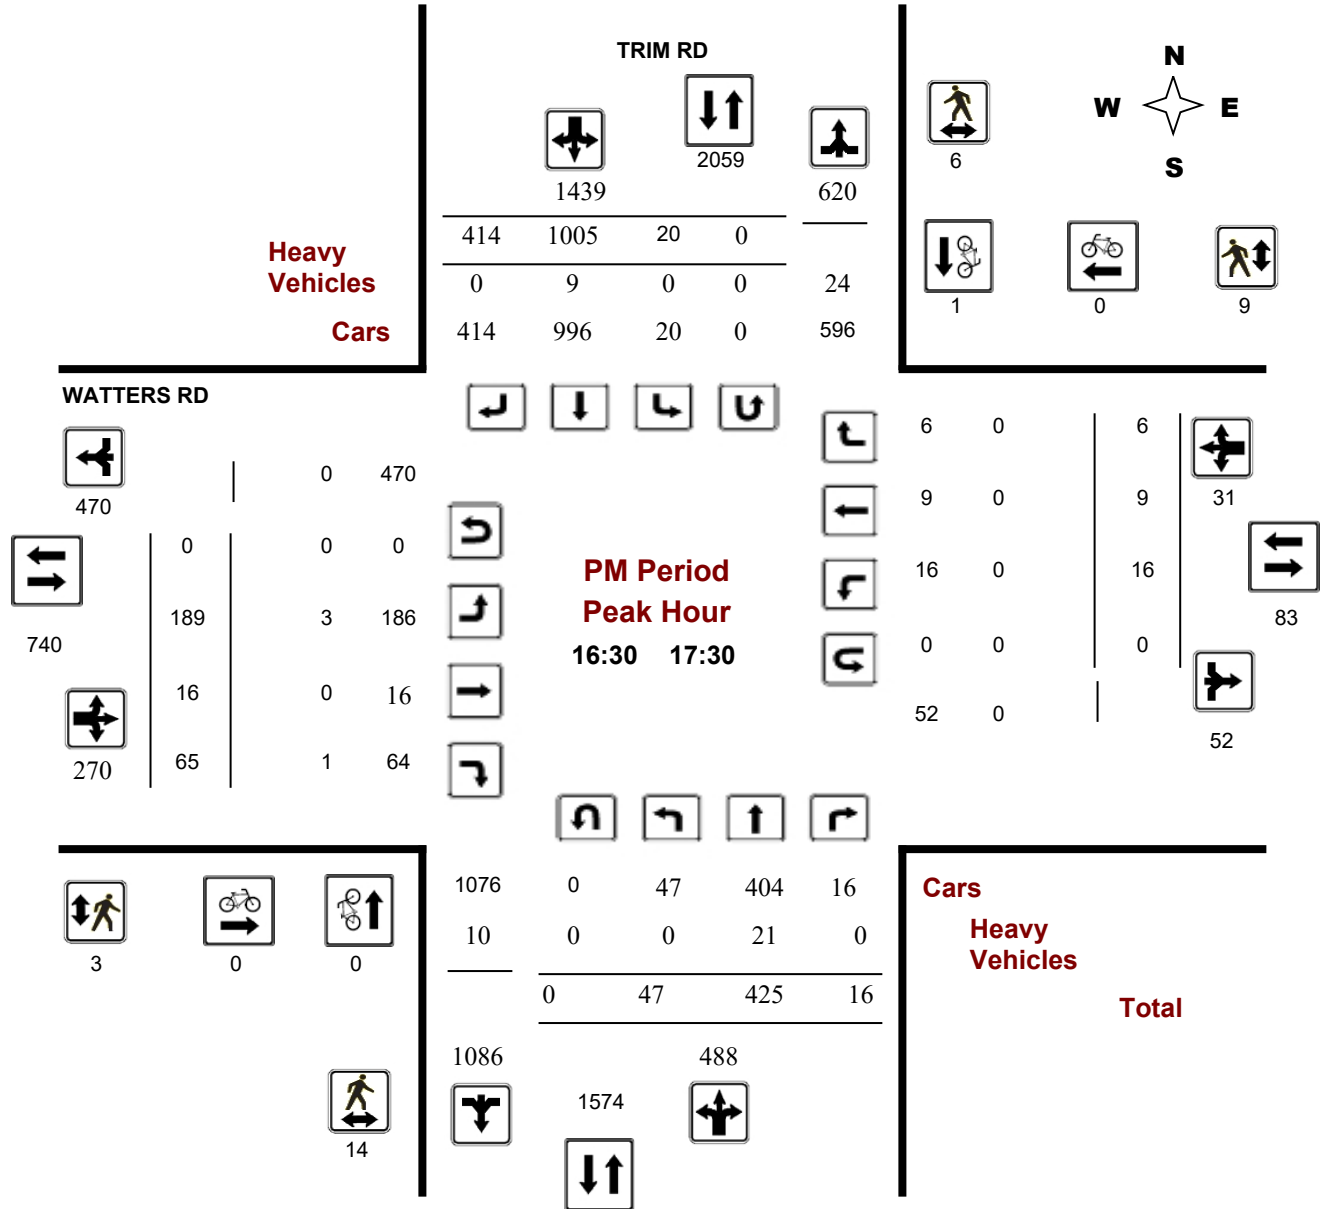 TRIM RD
N
W E
S
2059
1439 620
6
414 1005 20 0
Heavy
Vehicles
0 9 0 0 24
1 0 9
Cars
414 996 20 0 596
WATTERS RD
6 0 6
0 470
470
9 0 9
31
0 0 0
PM Period
16 0 16
189 3 186
Peak Hour
83
740
16:30 17:30
0 0 0
16 0 16
52 0
52
270
65 1 64
1076 0 47 404 16
Cars
10 0 0 21 0
Heavy
Vehicles
3 0 0
0 47 425 16
Total
1086 488
1574
14